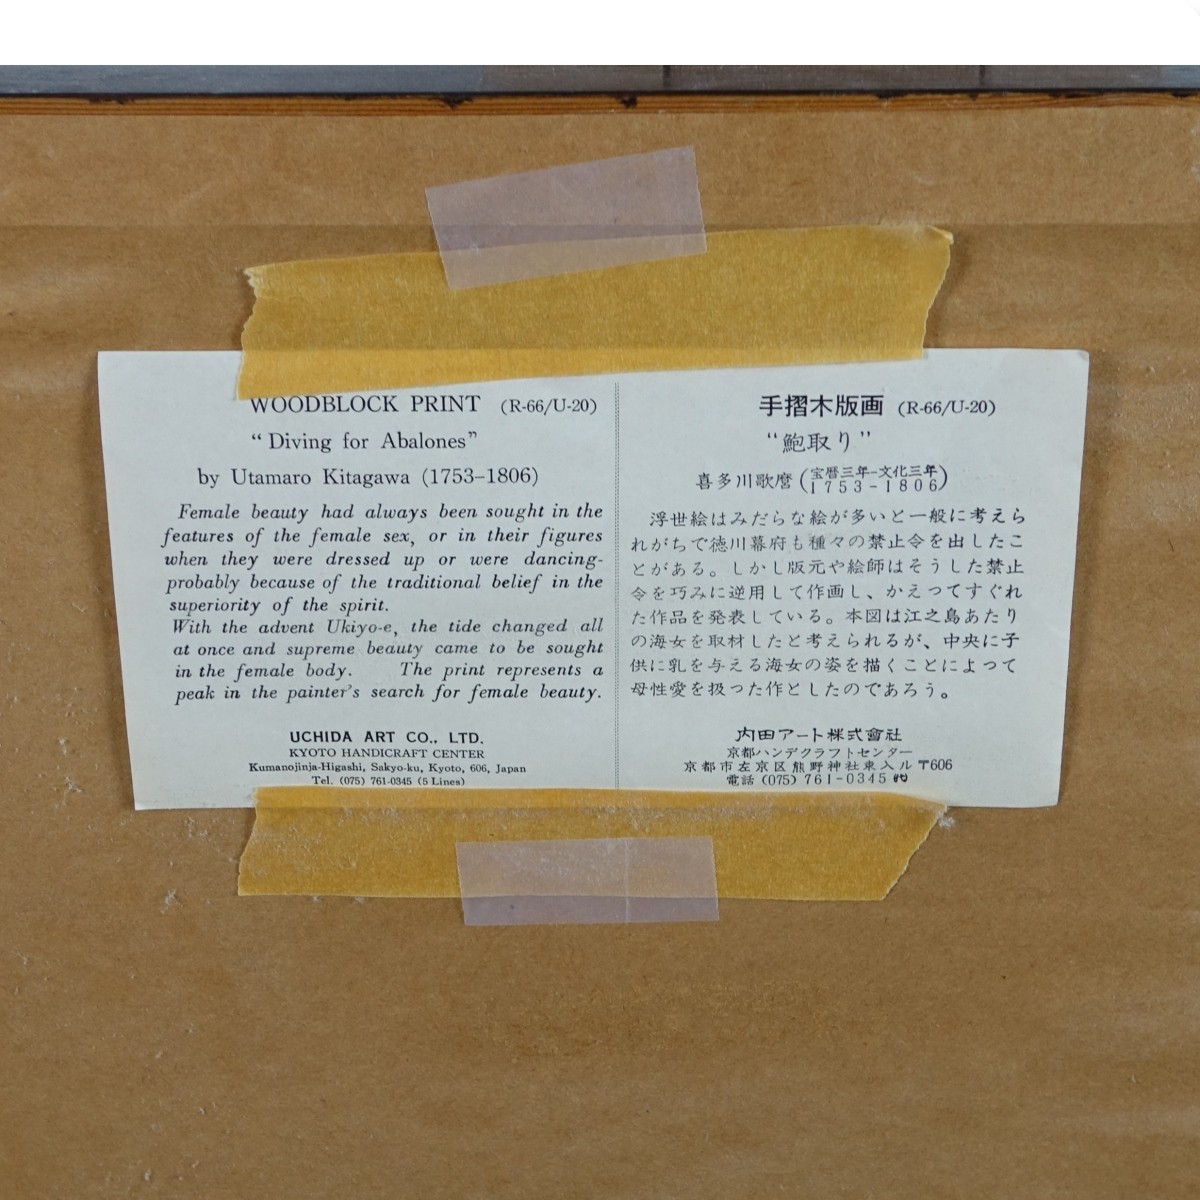 WOODBLOCK PRINT (R-66/U-20)
"Diving for Abalones"
by Utamaro Kitagawa (1753–1806)
Female beauty had always been sought in the
features of the female sex, or in their figures
when they were dressed up or were dancing-
probably because of the traditional belief in the
superiority of the spirit.
With the advent Ukiyo-e, the tide changed all
at once and supreme beauty came to be sought
in the female body. The print represents a
peak in the painter's search for female beauty.
UCHIDA ART CO., LTD.
KYOTO HANDICRAFT CENTER
Kumanojinja-Higashi, Sakyo-ku, Kyoto, 606, Japan
Tel. (075) 761-0345 (5 Lines)
手摺木版画 (R-66/U-20)
"鮑取り"
喜多川歌麿 (宝暦三年-文化三年
1753-1806)
浮世絵はみだらな絵が多いと一般に考えら
れがちで徳川幕府も種々の禁止令を出したこ
とがある。しかし版元や絵師はそうした禁止
令を巧みに逆用して作画し、かえってすぐれ
た作品を発表している。本図は江之島あたり
の海女を取材したと考えられるが、中央に子
供に乳を与える海女の姿を描くことによつて
母性愛を扱つた作としたのであろう。
内田アート株式會社
京都ハンデクラフトセンター
京都市左京区熊野神社東入ル 〒606
電話 (075) 761-0345 ㈹